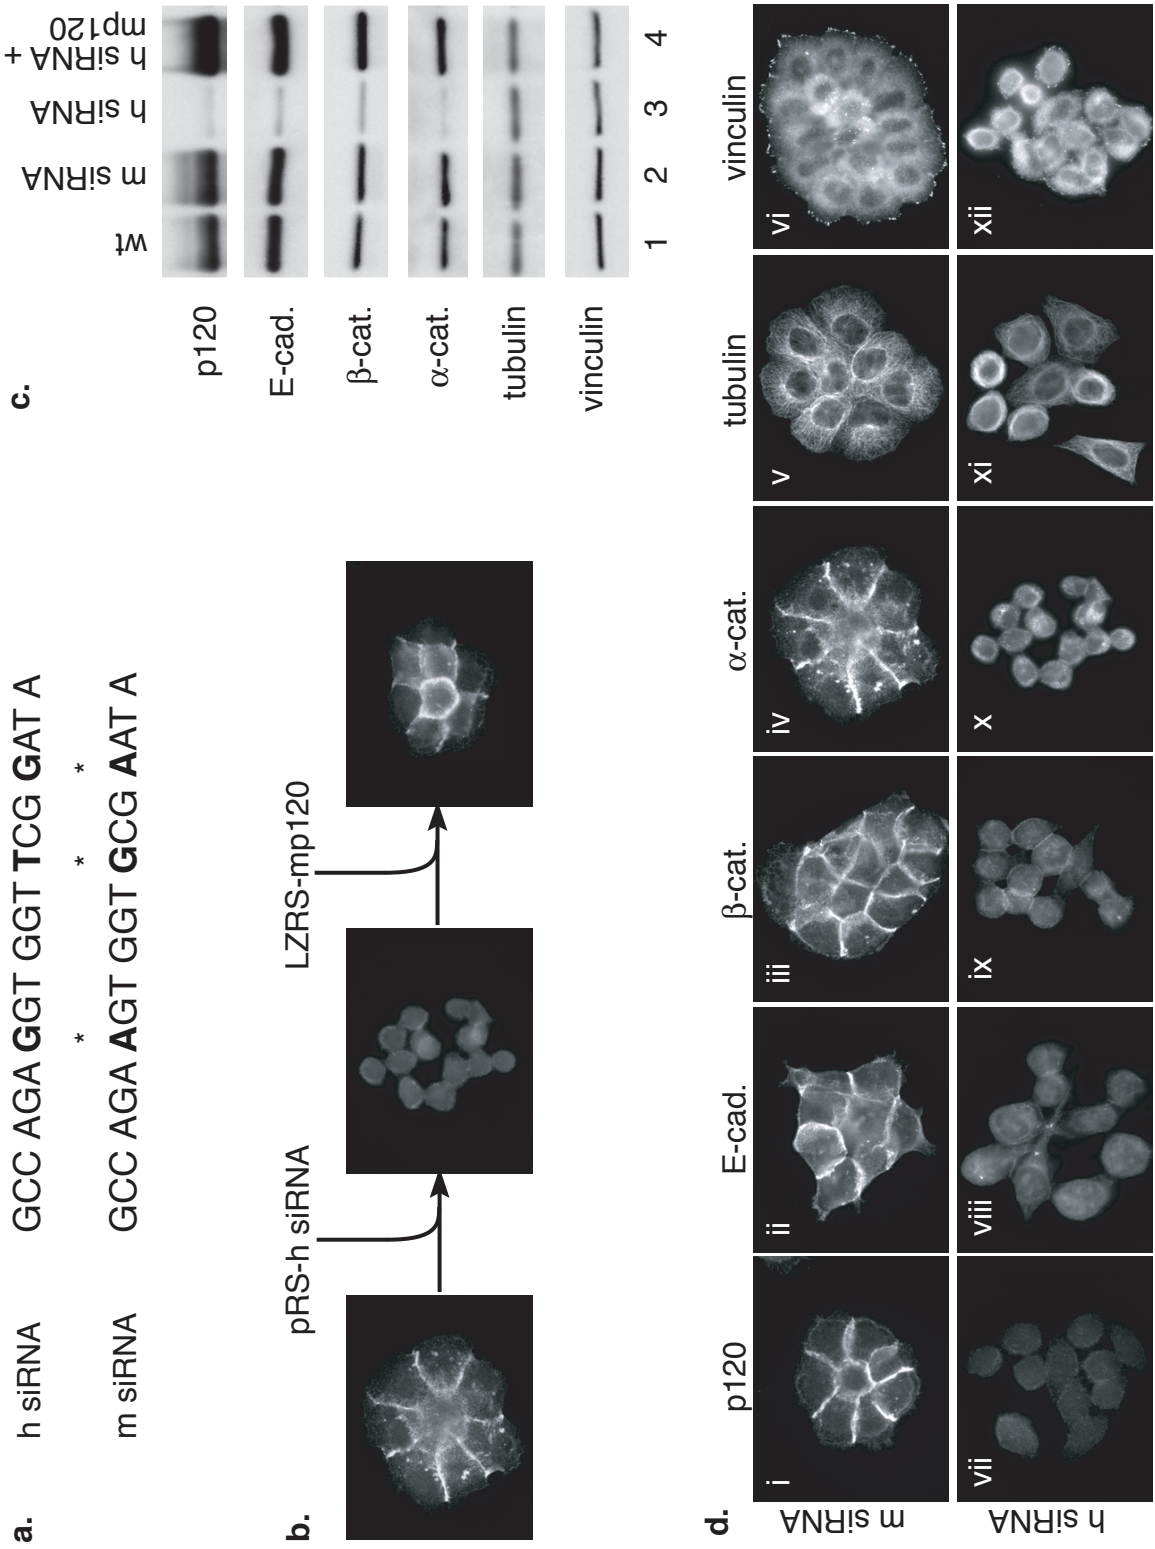 a.
h siRNA GCC AGA GGT GGT TCG GAT A
* * *
m siRNA GCC AGA AGT GGT GCG AAT A
b.
pRS-h siRNA
LZRS-mp120
c.
wt
m siRNA
h siRNA
h siRNA +
mp120
p120
E-cad.
β-cat.
α-cat.
tubulin
vinculin
1 2 3 4
d.
p120 E-cad. β-cat. α-cat. tubulin vinculin
m siRNA
i ii iii iv v vi
h siRNA
vii viii ix x xi xii